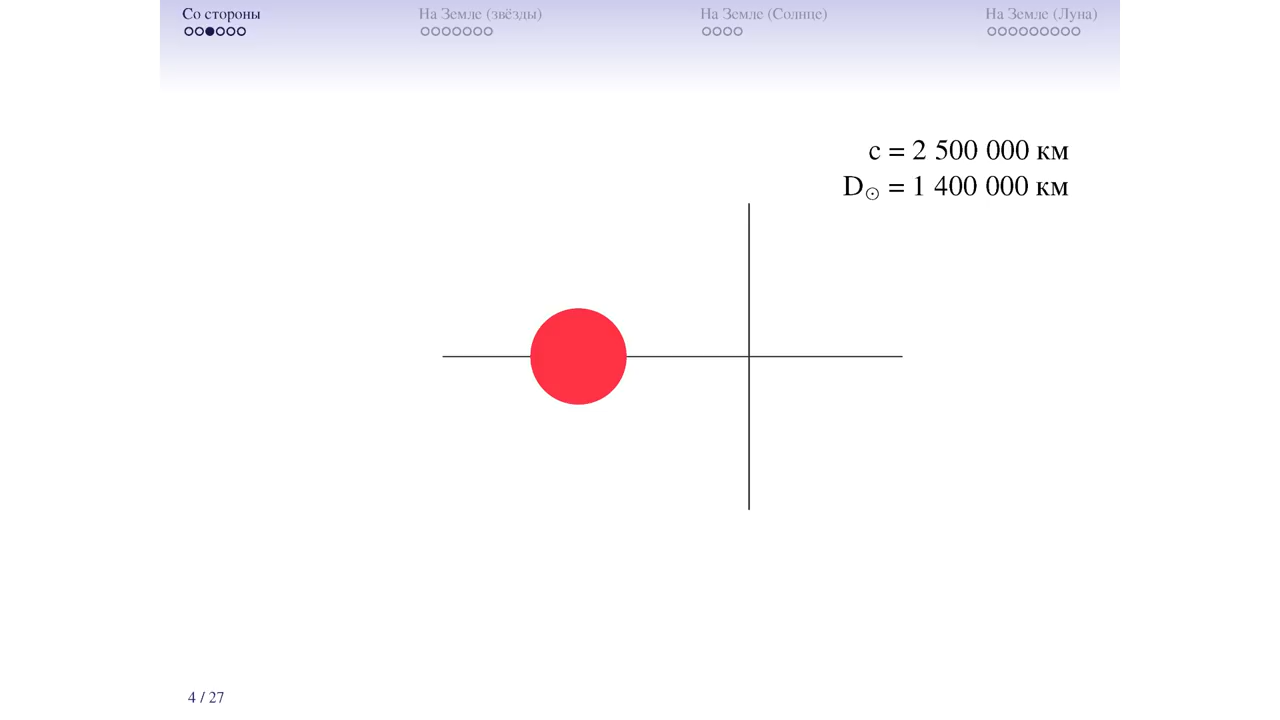 Со стороны На Земле (звёзды) На Земле (Солнце) На Земле (Луна)
c = 2 500 000 км
D☉ = 1 400 000 км
4 / 27